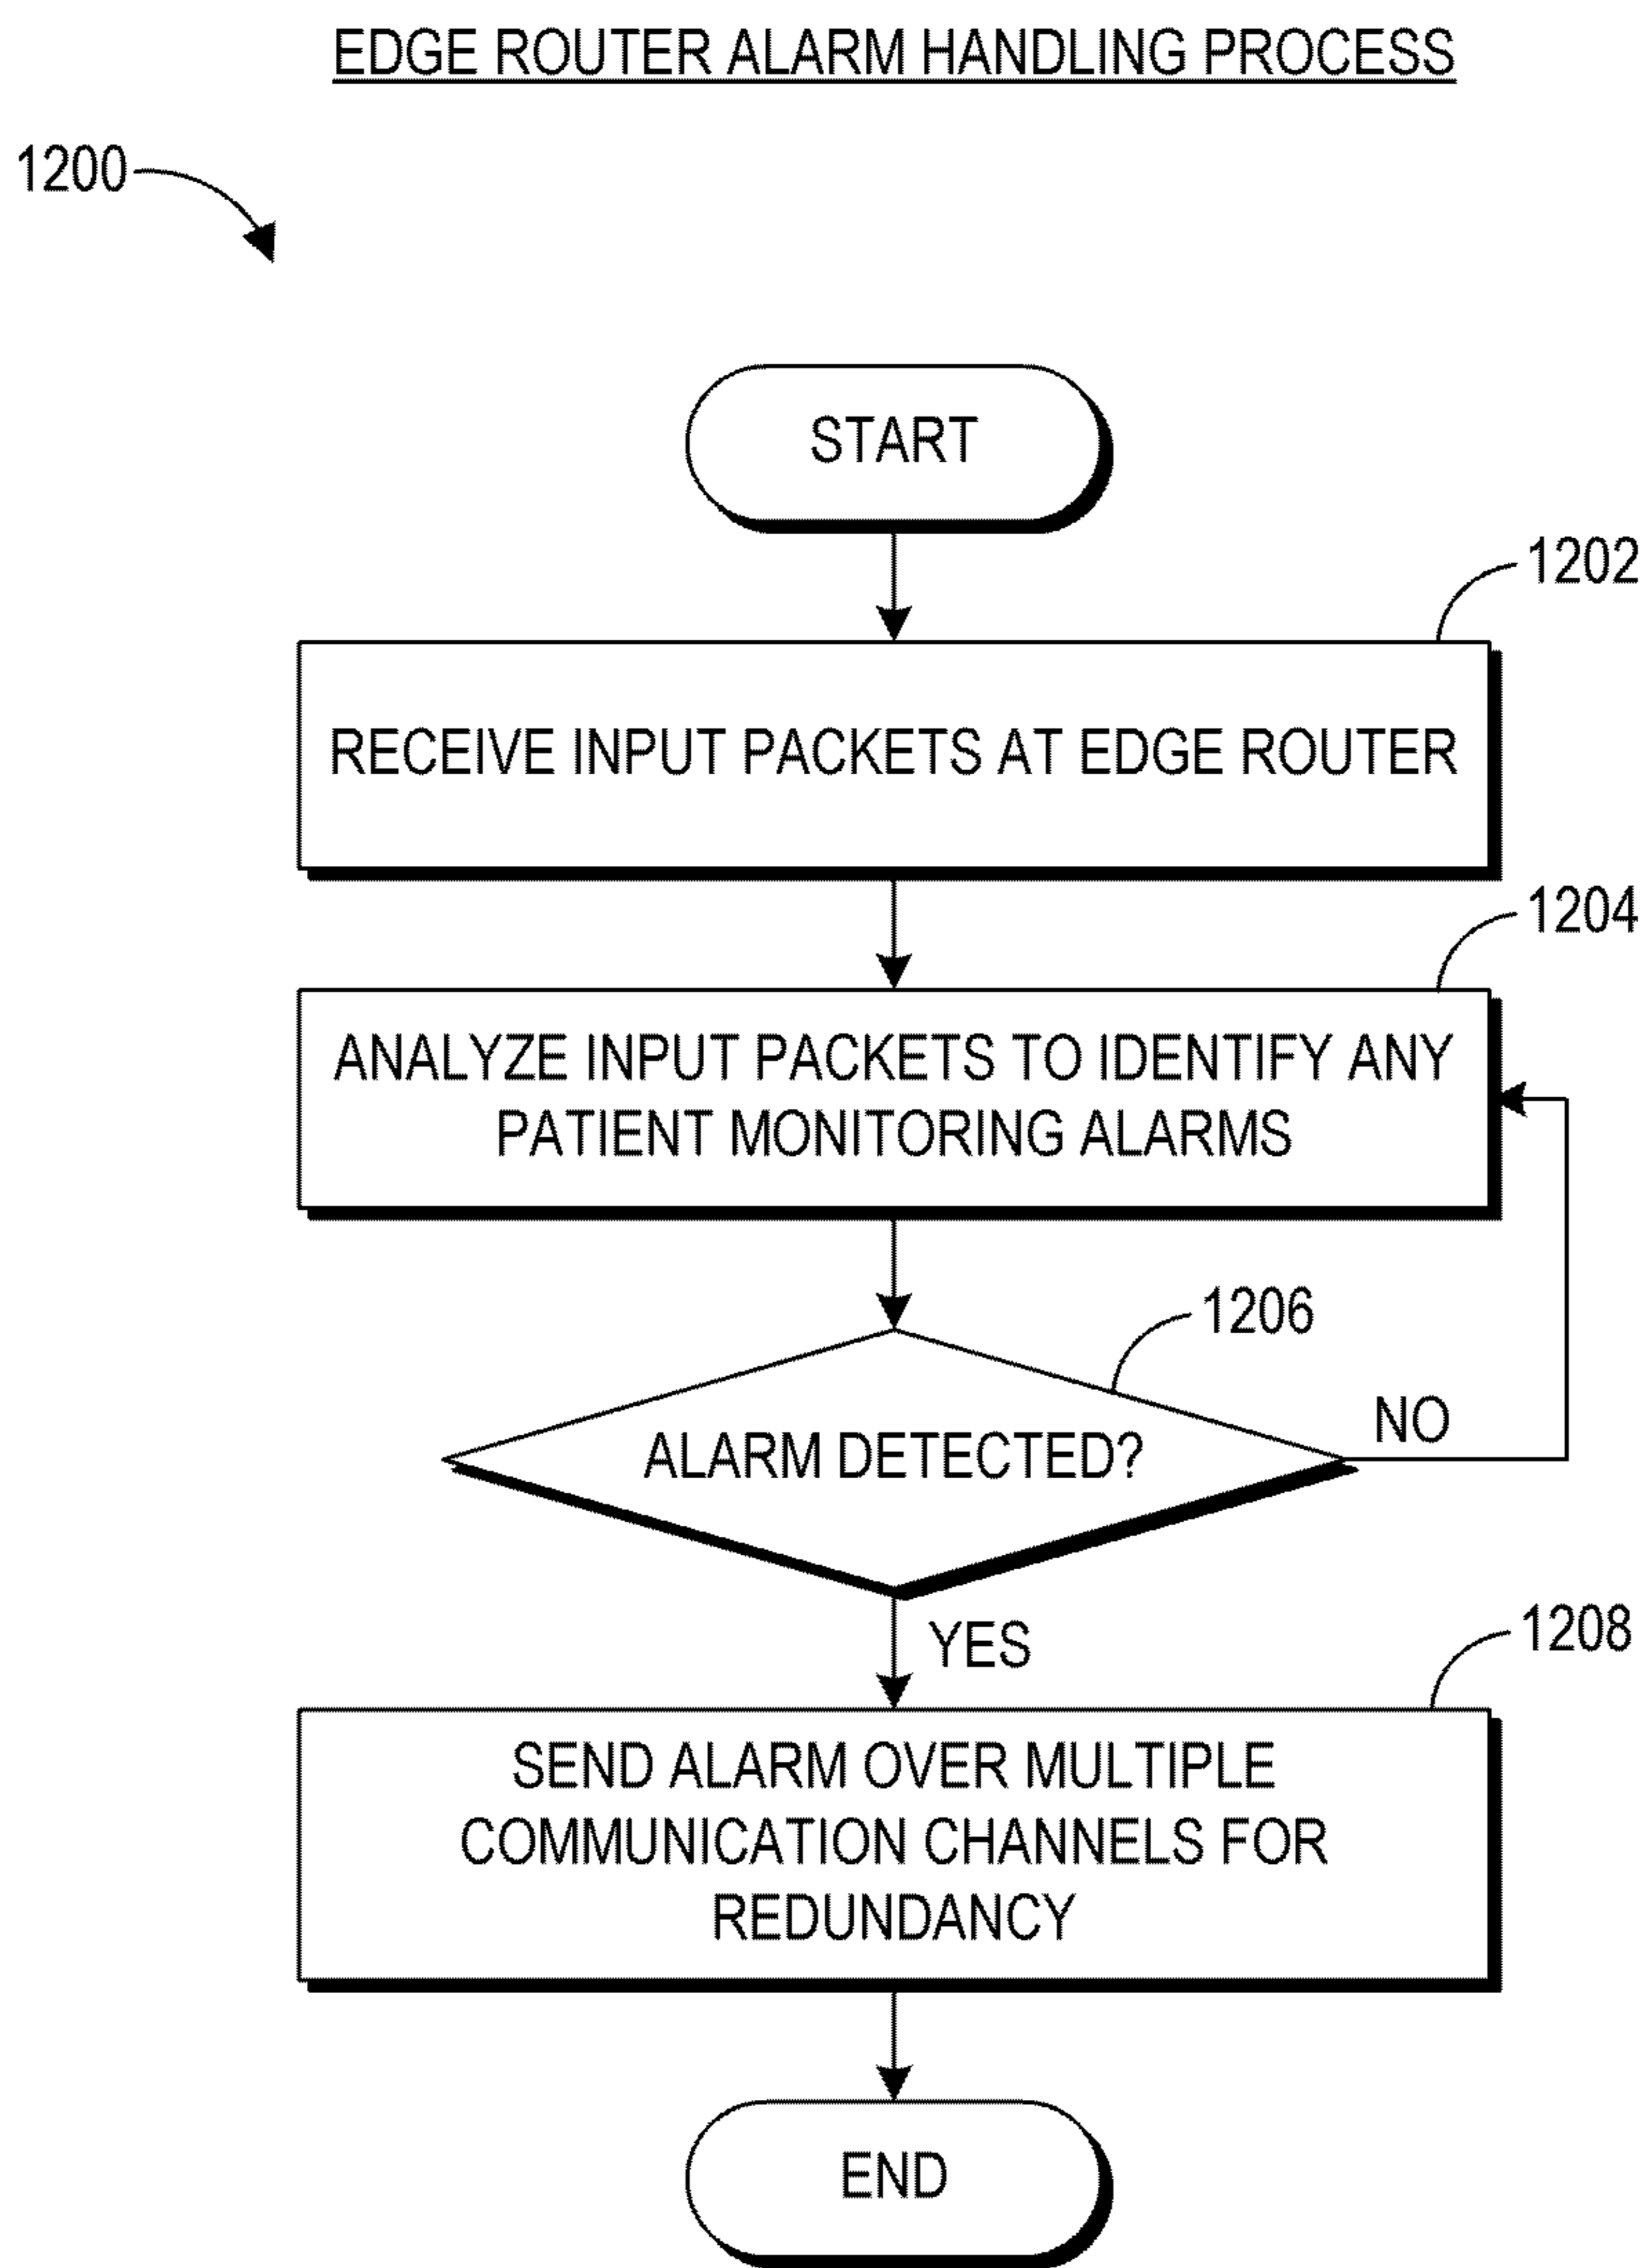 EDGE ROUTER ALARM HANDLING PROCESS
1200
START
1202
RECEIVE INPUT PACKETS AT EDGE ROUTER
1204
ANALYZE INPUT PACKETS TO IDENTIFY ANY
PATIENT MONITORING ALARMS
1206
NO
ALARM DETECTED?
YES
1208
SEND ALARM OVER MULTIPLE
COMMUNICATION CHANNELS FOR
REDUNDANCY
END